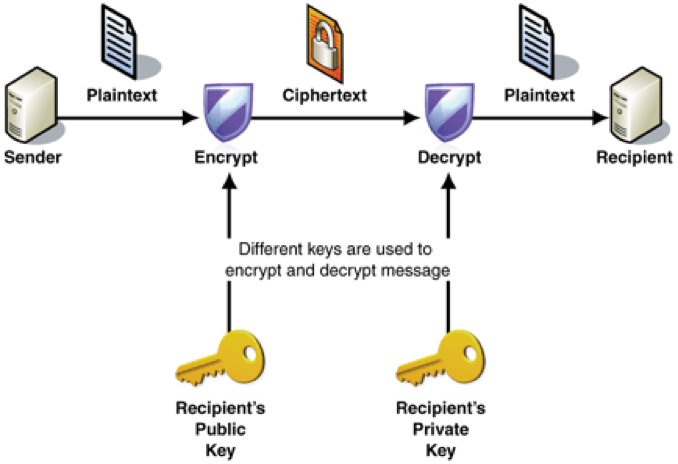 Plaintext
Ciphertext
Plaintext
Sender
Encrypt
Decrypt
Recipient
Different keys are used to
encrypt and decrypt message
Recipient's
Public
Key
Recipient's
Private
Key